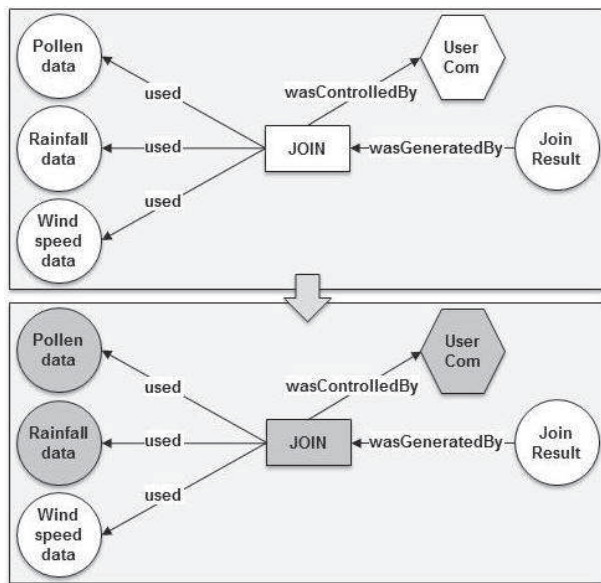 Pollen
data
User
Com
used
wasControlledBy
Rainfall
data
used
JOIN
wasGeneratedBy
Join
Result
used
Wind
speed
data
Pollen
data
User
Com
used
wasControlledBy
Rainfall
data
used
JOIN
wasGeneratedBy
Join
Result
used
Wind
speed
data